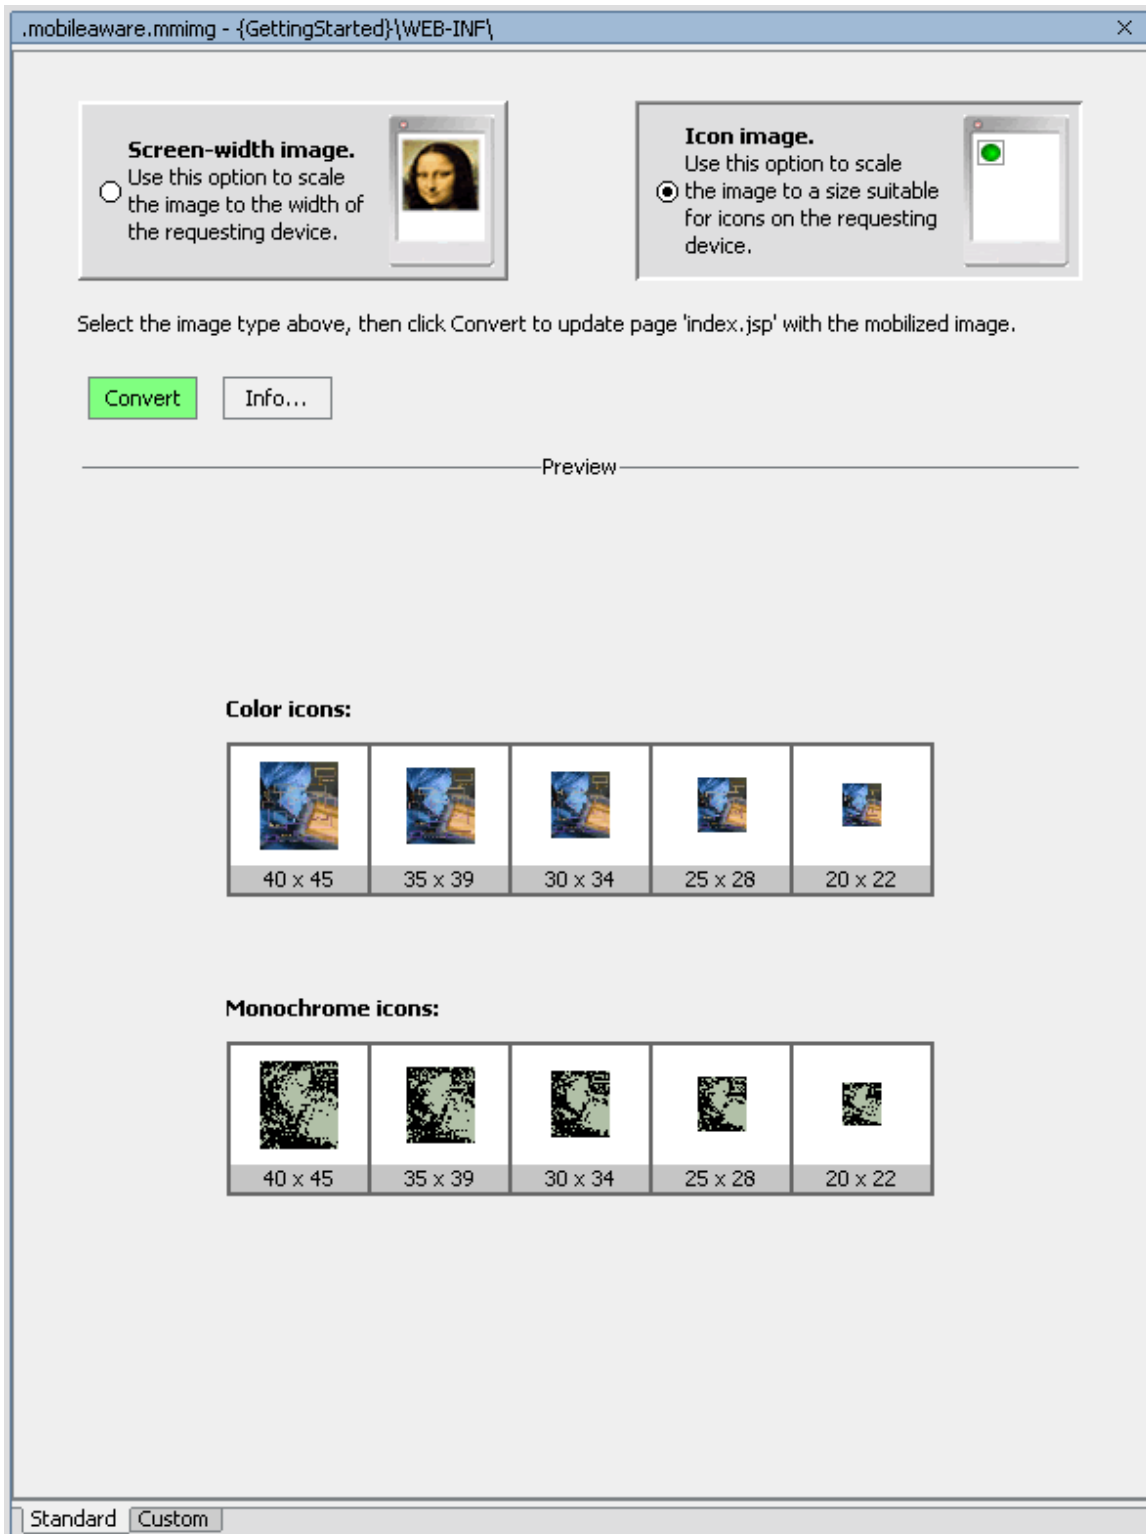 .mobileaware.mmimg - {GettingStarted}\WEB-INF\
Screen-width image.
Use this option to scale
the image to the width of
the requesting device.
Icon image.
Use this option to scale
the image to a size suitable
for icons on the requesting
device.
Select the image type above, then click Convert to update page 'index.jsp' with the mobilized image.
Convert
Info...
Preview
Color icons:
40 x 45
35 x 39
30 x 34
25 x 28
20 x 22
Monochrome icons:
40 x 45
35 x 39
30 x 34
25 x 28
20 x 22
Standard
Custom